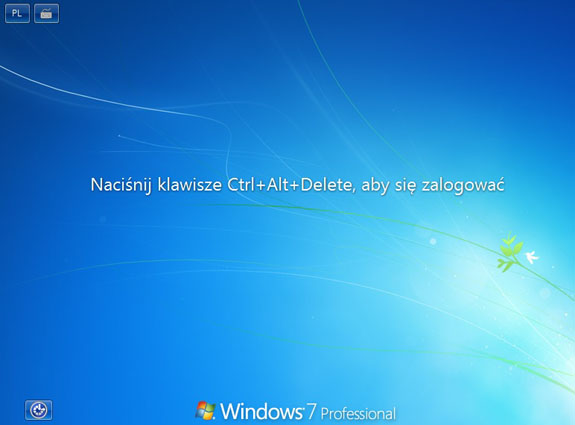 PL
Naciśnij klawisze Ctrl+Alt+Delete, aby się zalogować
Windows 7 Professional